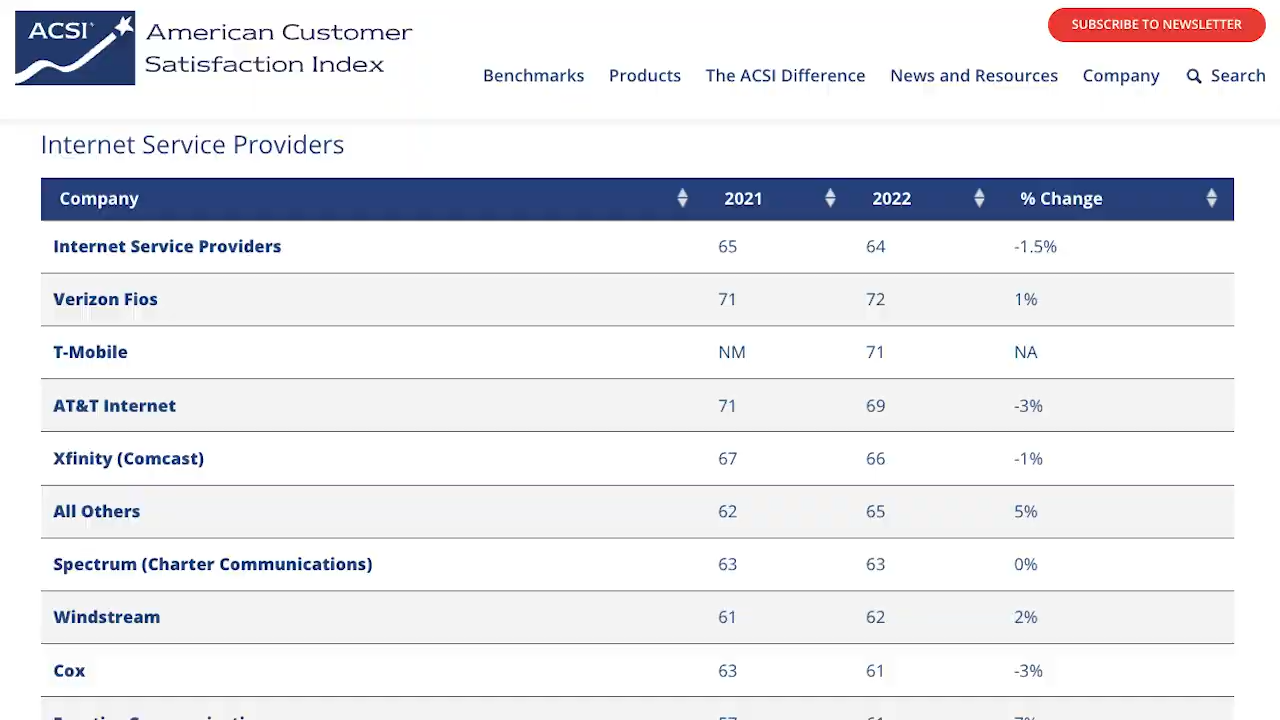 ACSI
American Customer
Satisfaction Index
SUBSCRIBE TO NEWSLETTER
Benchmarks Products The ACSI Difference News and Resources Company Search
Internet Service Providers
Company 2021 2022 % Change
Internet Service Providers 65 64 -1.5%
Verizon Fios 71 72 1%
T-Mobile NM 71 NA
AT&T Internet 71 69 -3%
Xfinity (Comcast) 67 66 -1%
All Others 62 65 5%
Spectrum (Charter Communications) 63 63 0%
Windstream 61 62 2%
Cox 63 61 -3%